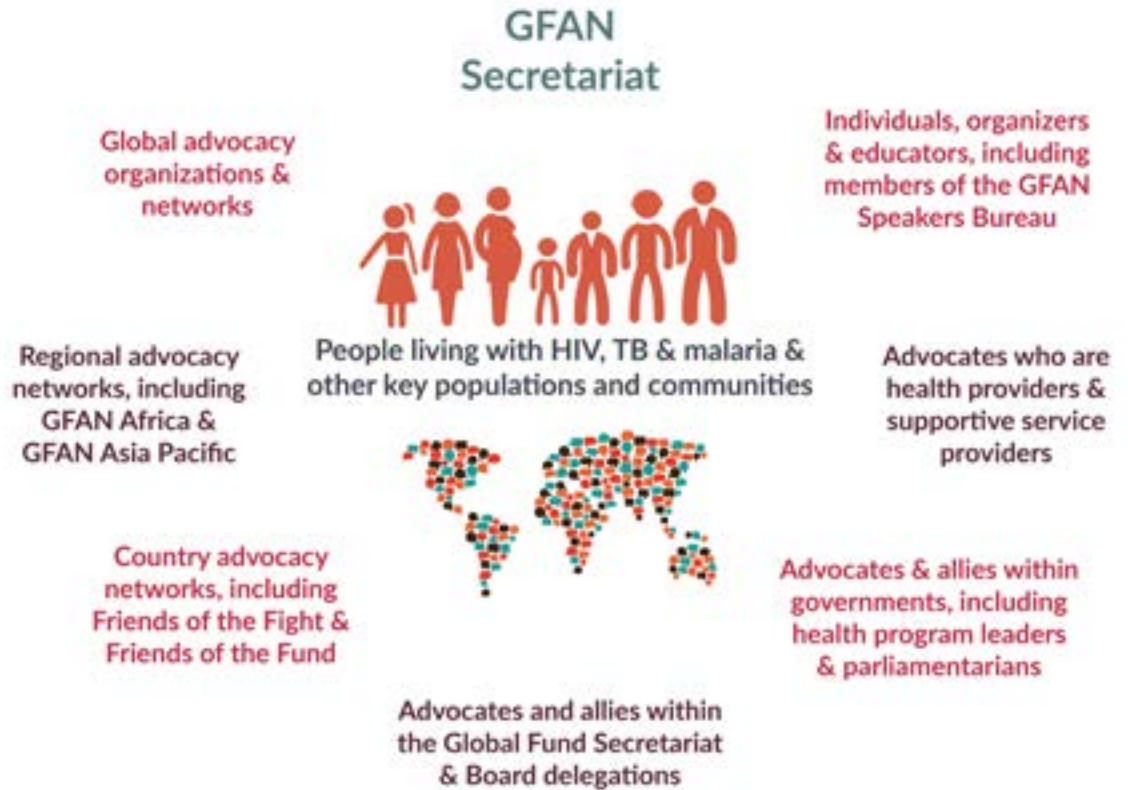 GFAN
Secretariat
Global advocacy
organizations &
networks
Individuals, organizers
& educators, including
members of the GFAN
Speakers Bureau
People living with HIV, TB & malaria &
other key populations and communities
Regional advocacy
networks, including
GFAN Africa &
GFAN Asia Pacific
Advocates who are
health providers &
supportive service
providers
Country advocacy
networks, including
Friends of the Fight &
Friends of the Fund
Advocates & allies within
governments, including
health program leaders
& parliamentarians
Advocates and allies within
the Global Fund Secretariat
& Board delegations